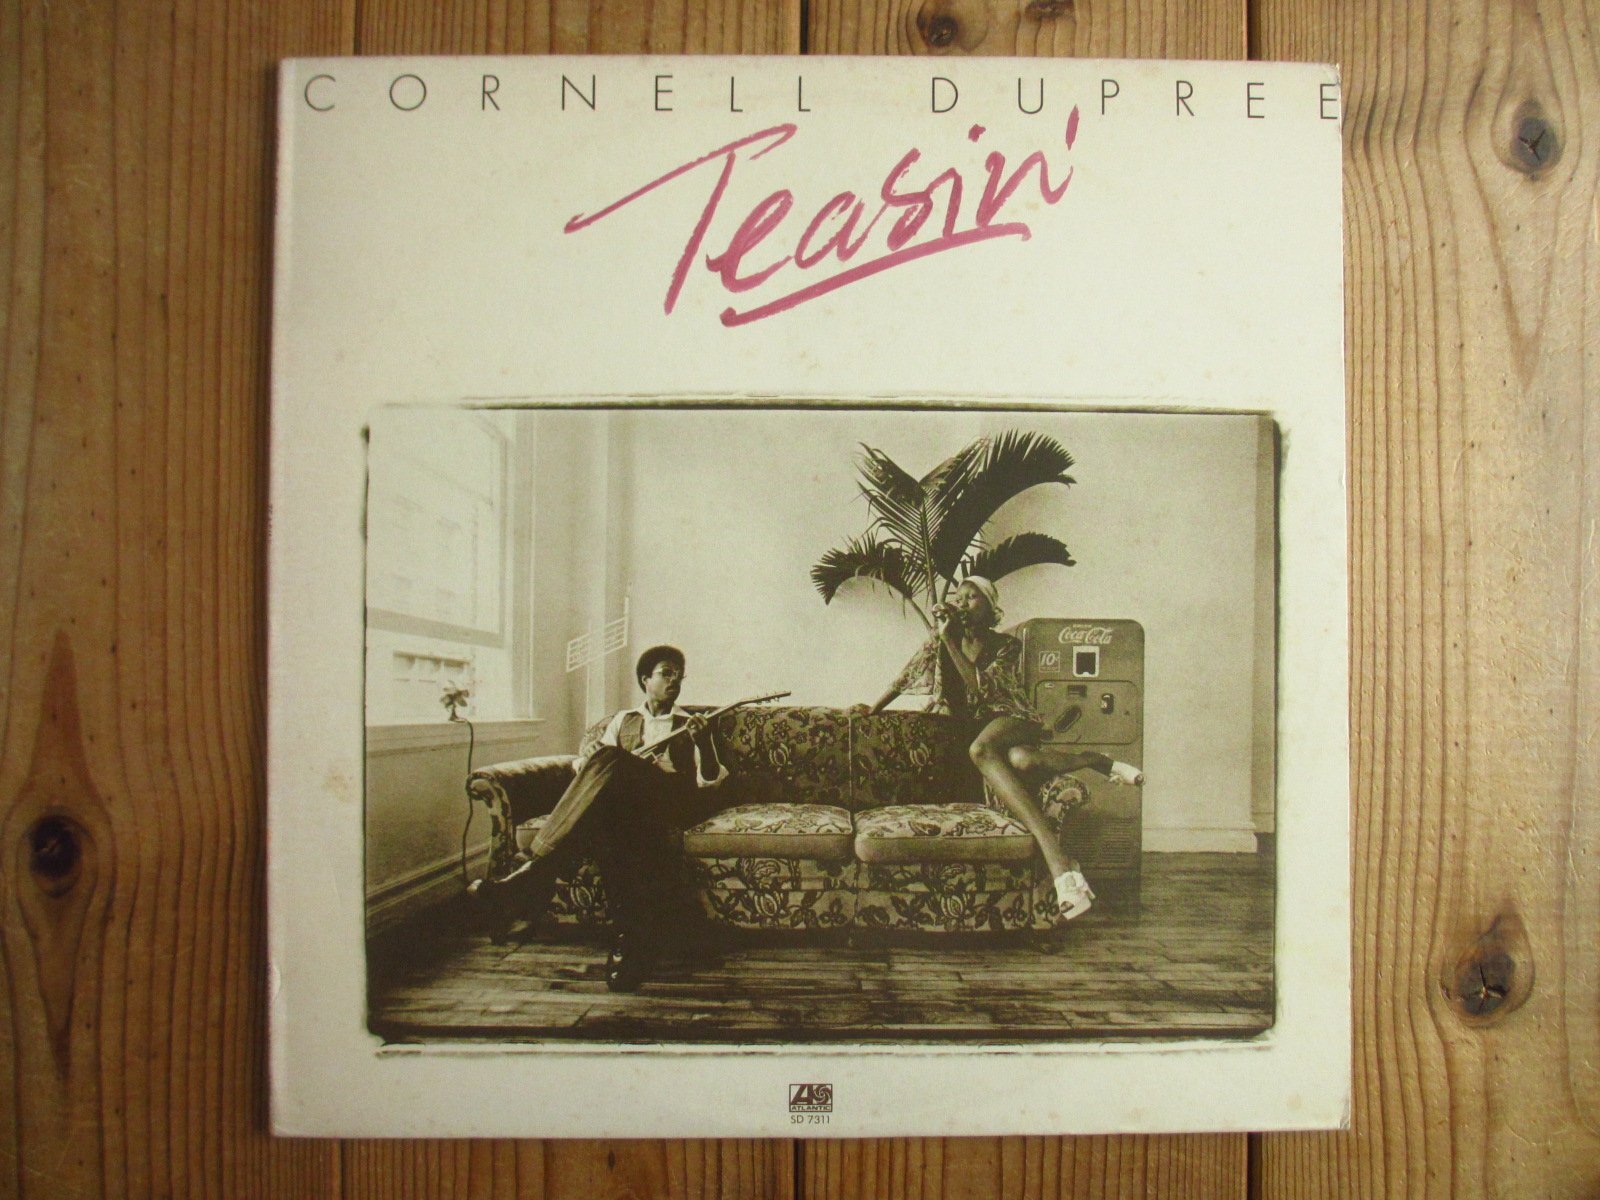 CORNELL DUPREE
Teasin'
Coca-Cola
10¢
ATLANTIC
SD 7311